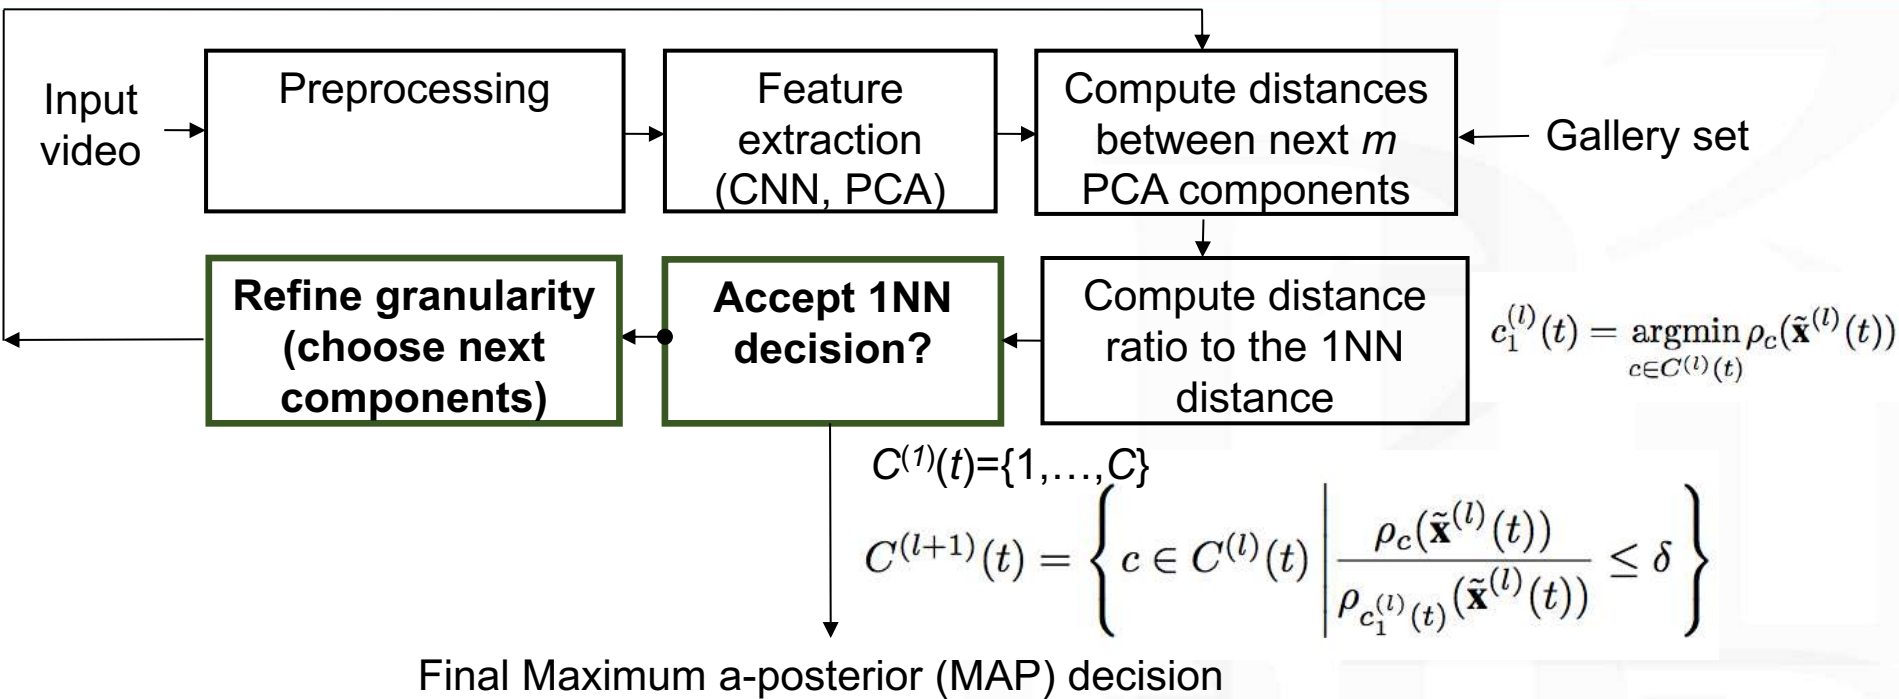 Input
video
Preprocessing
Feature
extraction
(CNN, PCA)
Compute distances
between next m
PCA components
Gallery set
Refine granularity
(choose next
components)
Accept 1NN
decision?
Compute distance
ratio to the 1NN
distance
c_1^{(l)}(t) = argmin_{c∈C^{(l)}(t)} ρ_c(x̃^{(l)}(t))
C^{(1)}(t)={1,…,C}
C^{(l+1)}(t) = { c ∈ C^{(l)}(t) | ρ_c(x̃^{(l)}(t)) / ρ_{c_1^{(l)}(t)}(x̃^{(l)}(t)) ≤ δ }
Final Maximum a-posterior (MAP) decision